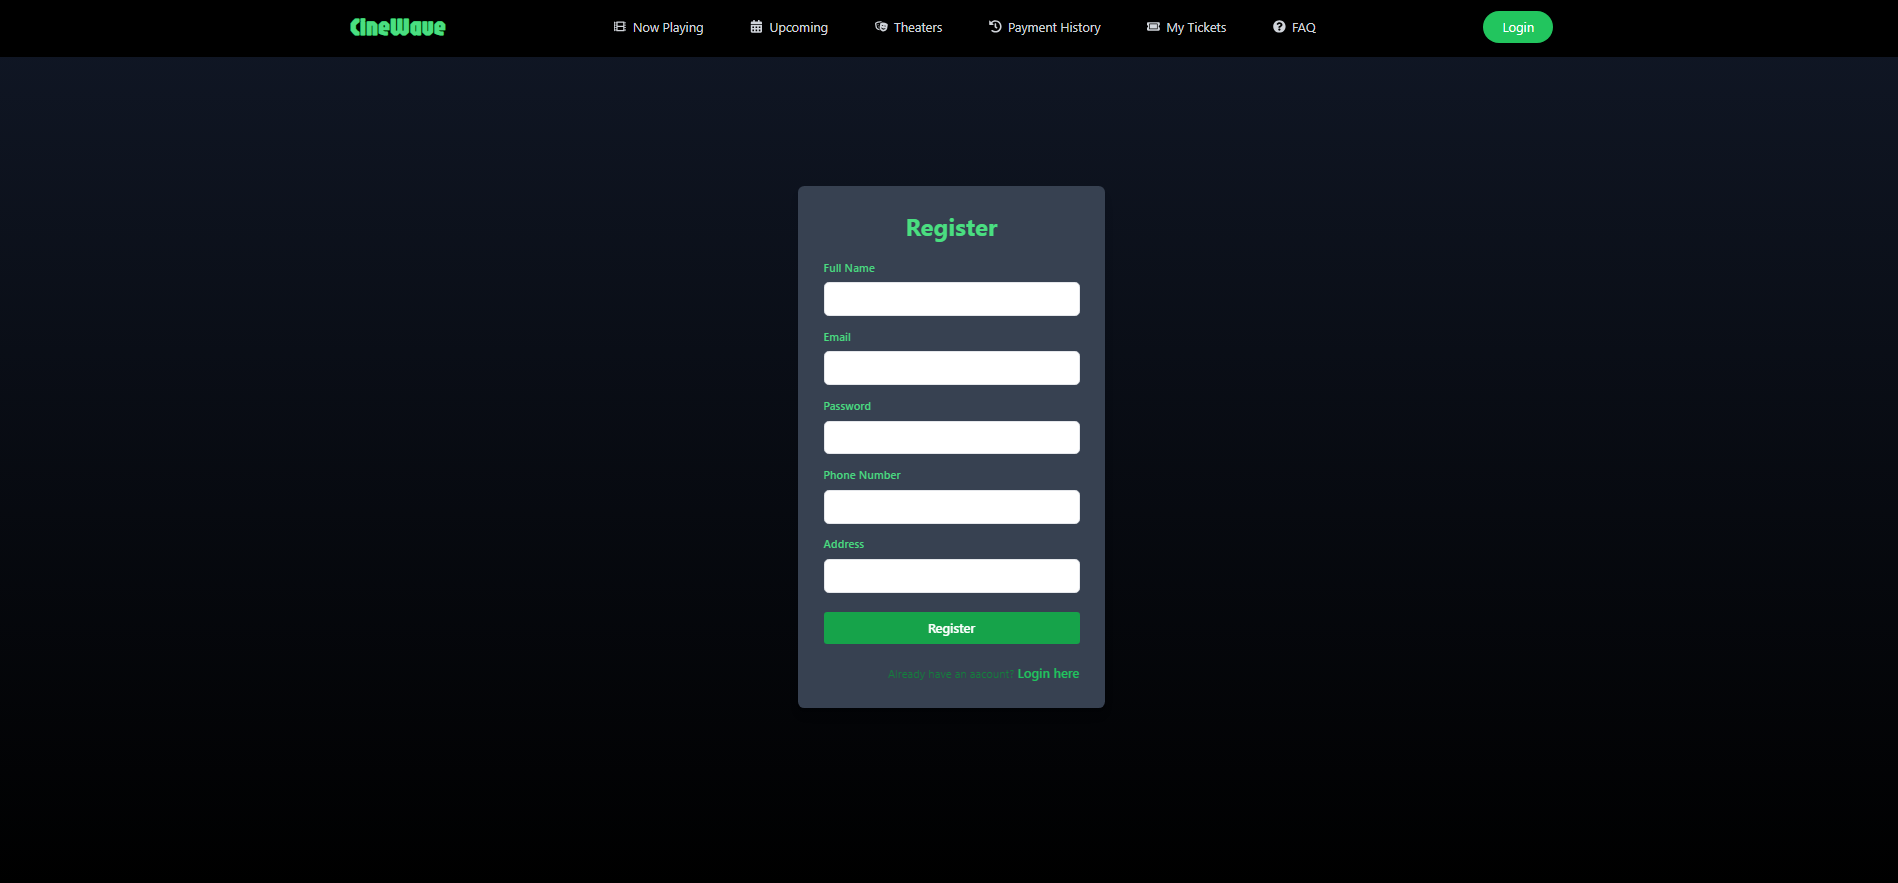 CineWave Now Playing Upcoming Theaters Payment History My Tickets FAQ Login
Register
Full Name
Email
Password
Phone Number
Address
Register
Already have an aacount? Login here